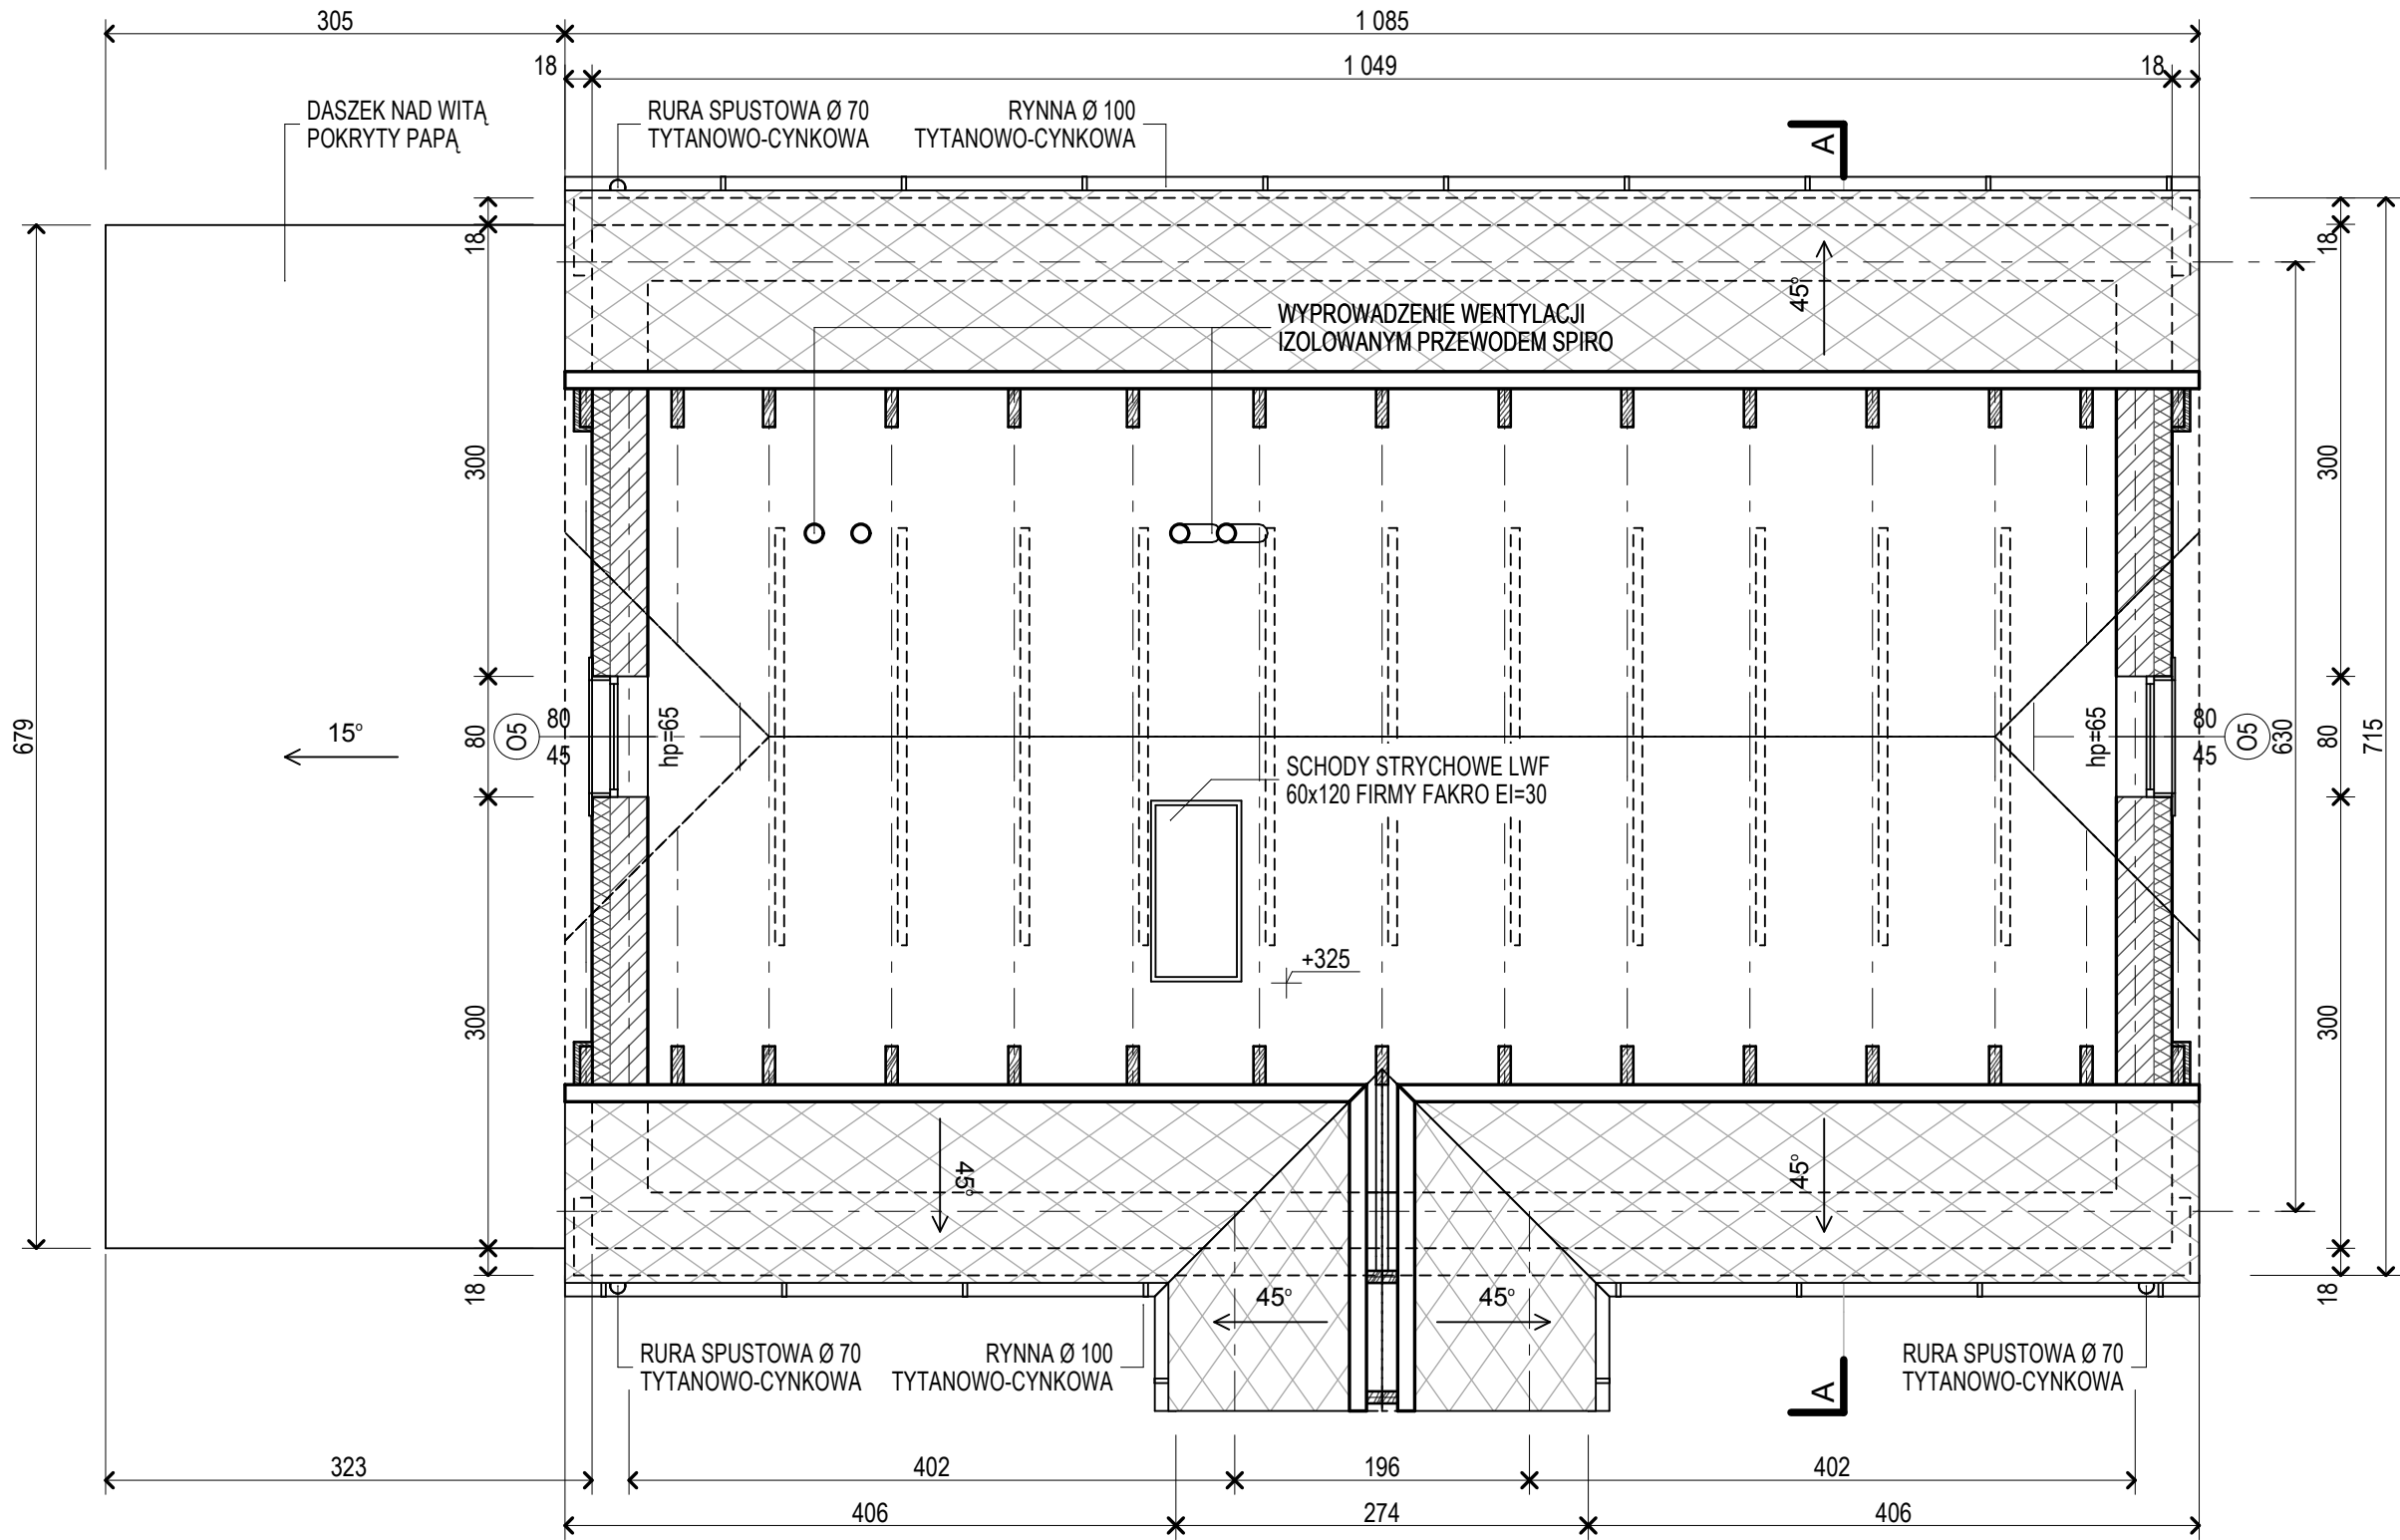 305
1 085
18
1 049
18
DASZEK NAD WITĄ
POKRYTY PAPĄ
RURA SPUSTOWA Ø 70
TYTANOWO-CYNKOWA
RYNNA Ø 100
TYTANOWO-CYNKOWA
A
18
18
45°
WYPROWADZENIE WENTYLACJI
IZOLOWANYM PRZEWODEM SPIRO
300
300
679
15°
80
O5
80
45
hp=65
hp=65
80
45
O5
630
80
715
SCHODY STRYCHOWE LWF
60x120 FIRMY FAKRO EI=30
+325
300
300
45°
45°
18
45°
45°
18
RURA SPUSTOWA Ø 70
TYTANOWO-CYNKOWA
RYNNA Ø 100
TYTANOWO-CYNKOWA
A
RURA SPUSTOWA Ø 70
TYTANOWO-CYNKOWA
323
402
196
402
406
274
406